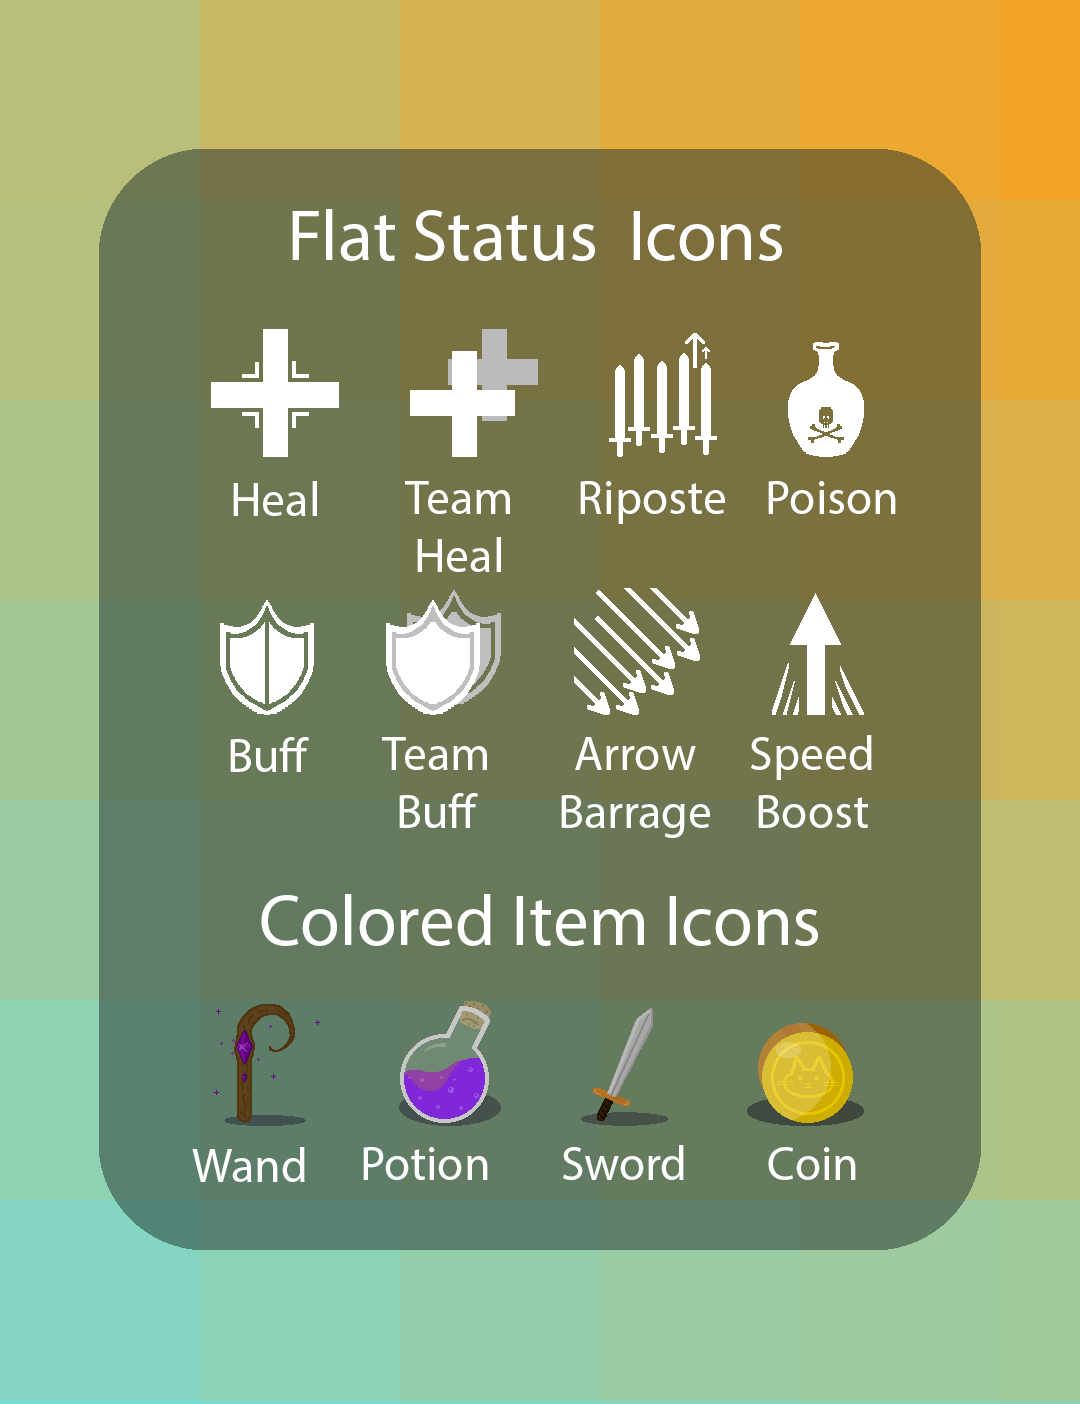 Flat Status  Icons
Heal
Team
Heal
Riposte
Poison
Buff
Team
Buff
Arrow
Barrage
Speed
Boost
Colored Item Icons
Wand
Potion
Sword
Coin